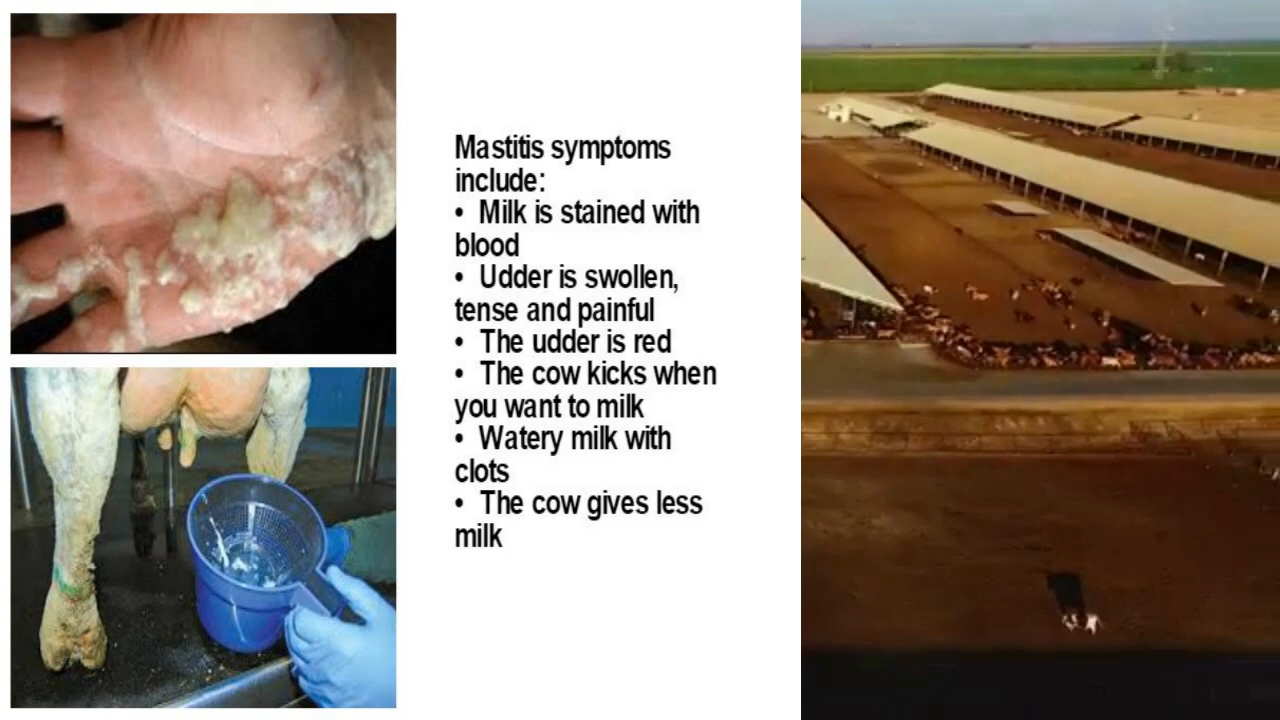 Mastitis symptoms
include:
• Milk is stained with
blood
• Udder is swollen,
tense and painful
• The udder is red
• The cow kicks when
you want to milk
• Watery milk with
clots
• The cow gives less
milk